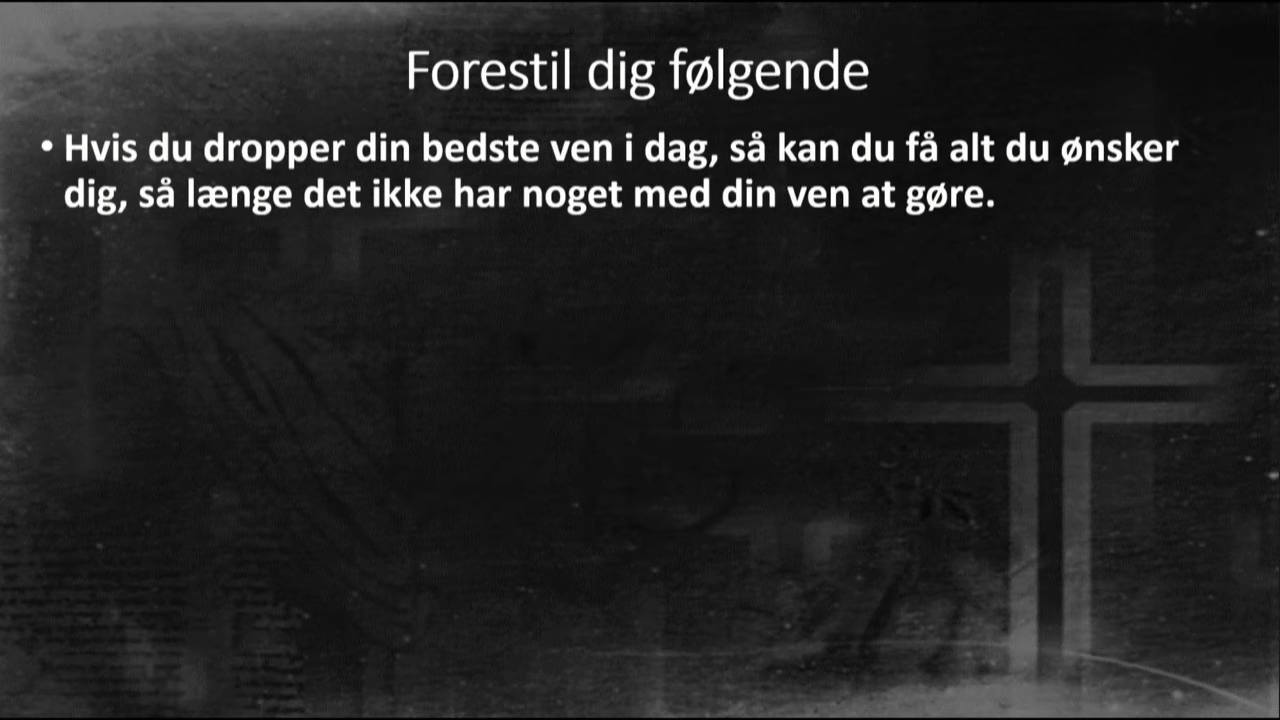 Forestil dig følgende
• Hvis du dropper din bedste ven i dag, så kan du få alt du ønsker
dig, så længe det ikke har noget med din ven at gøre.